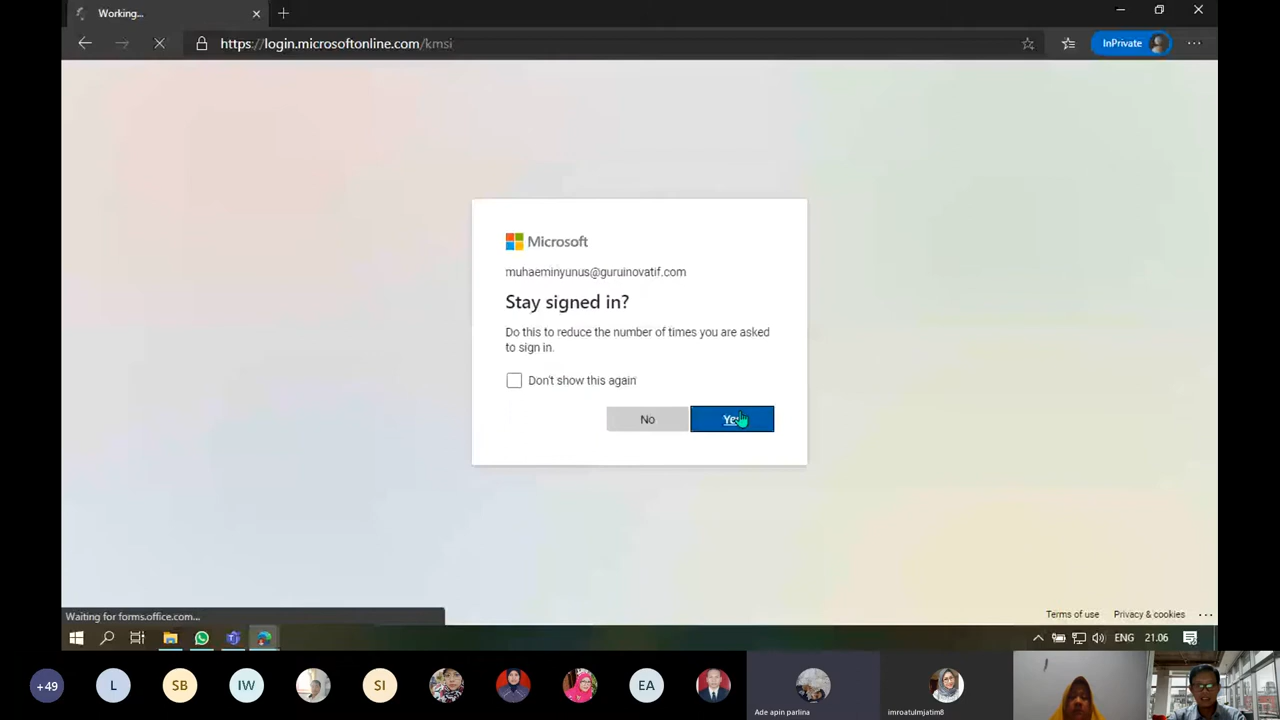 Working...
https://login.microsoftonline.com/kmsi
InPrivate
Microsoft
muhaeminyunus@guruinovatif.com
Stay signed in?
Do this to reduce the number of times you are asked
to sign in.
Don't show this again
No
Yes
Waiting for forms.office.com...
Terms of use
Privacy & cookies
ENG
21.06
+49
L
SB
IW
SI
EA
Ade apin parlina
imroatulmjatim8